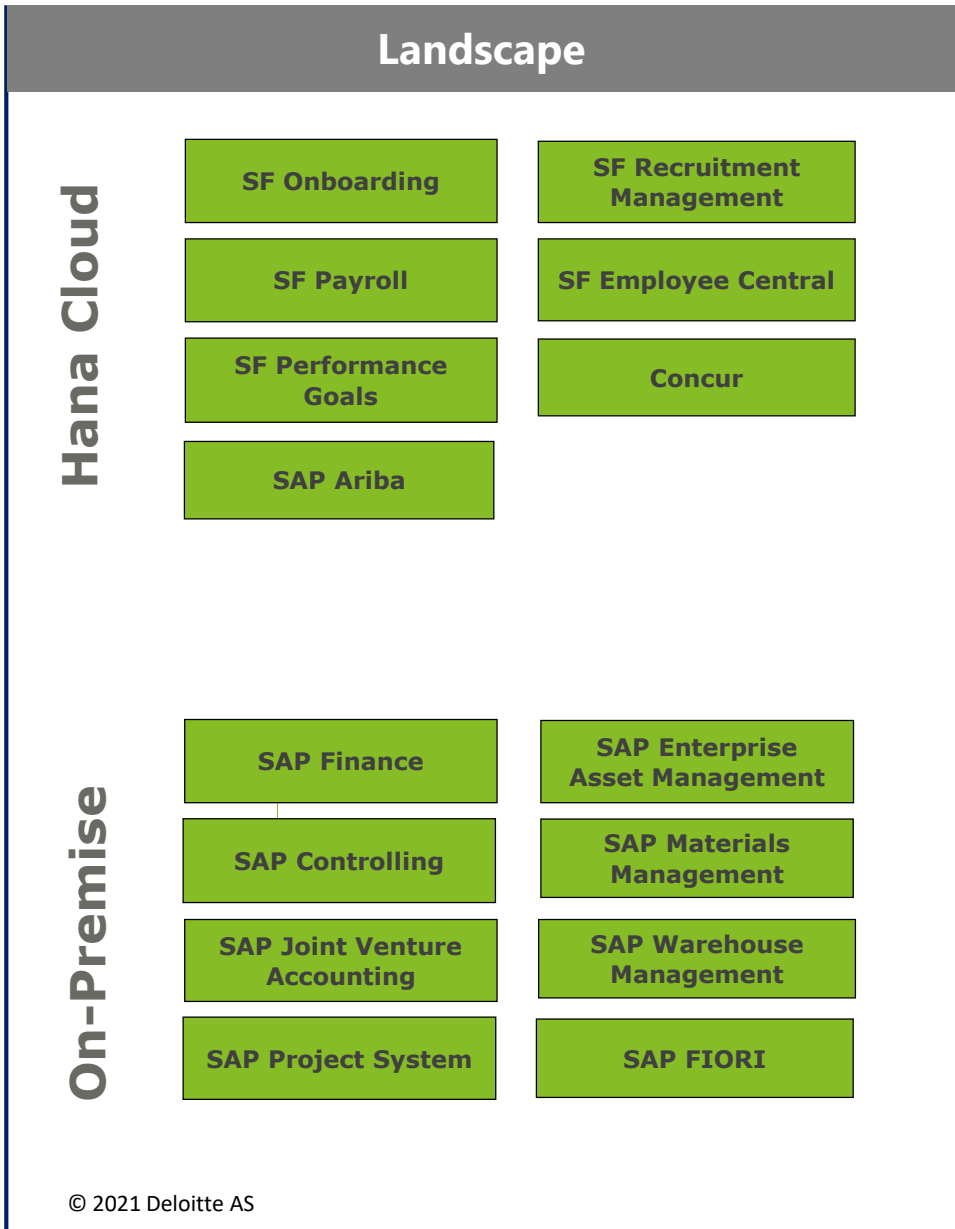 Landscape
Hana Cloud
SF Onboarding
SF Recruitment
Management
SF Payroll
SF Employee Central
SF Performance
Goals
Concur
SAP Ariba
On-Premise
SAP Finance
SAP Enterprise
Asset Management
SAP Controlling
SAP Materials
Management
SAP Joint Venture
Accounting
SAP Warehouse
Management
SAP Project System
SAP FIORI
© 2021 Deloitte AS